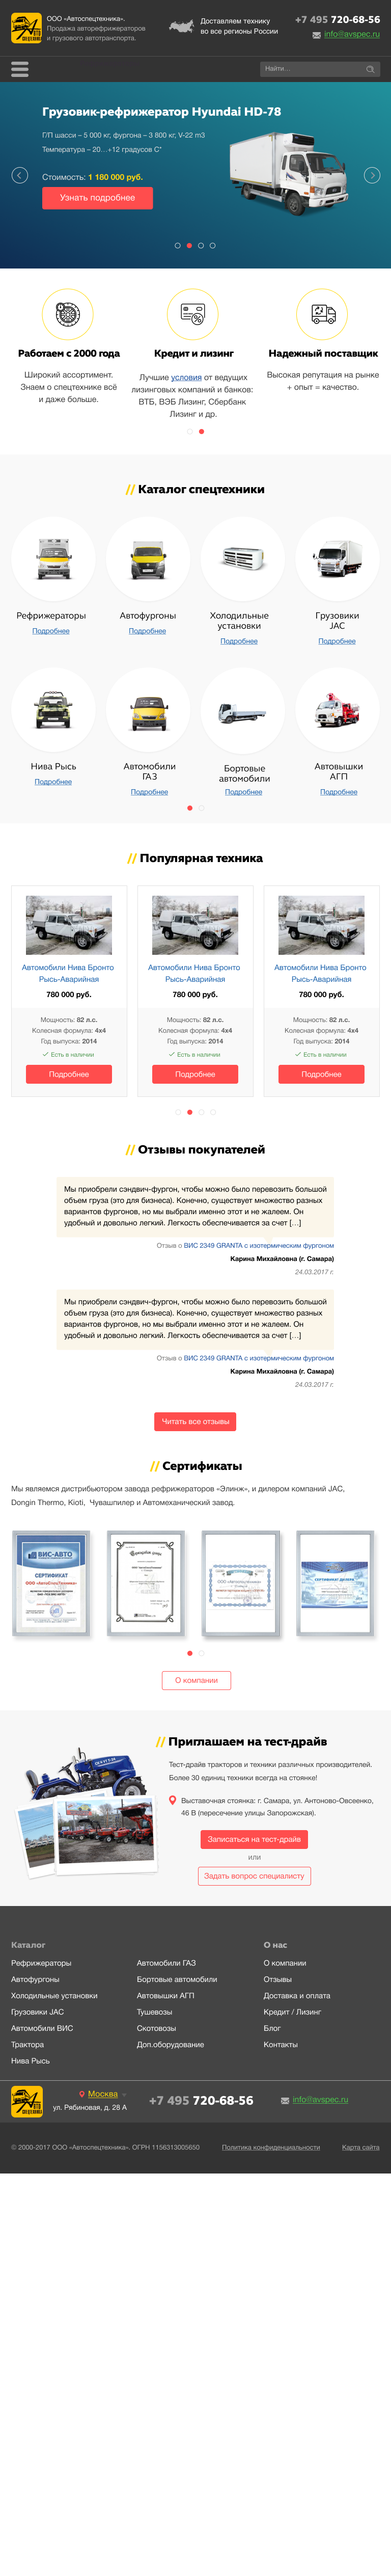 ООО «Автоспецтехника».
Продажа авторефрижераторов
и грузового автотранспорта.
Доставляем технику
во все регионы России
+7 495 720-68-56
info@avspec.ru
Найти...
Грузовик-рефрижератор Hyundai HD-78
Г/П шасси – 5 000 кг, фургона – 3 800 кг, V-22 m3
Температура – 20…+12 градусов С°
Стоимость: 1 180 000 руб.
Узнать подробнее
Работаем с 2000 года
Широкий ассортимент.
Знаем о спецтехнике всё
и даже больше.
Кредит и лизинг
Лучшие условия от ведущих
лизинговых компаний и банков:
ВТБ, ВЭБ Лизинг, Сбербанк
Лизинг и др.
Надежный поставщик
Высокая репутация на рынке
+ опыт = качество.
// Каталог спецтехники
Рефрижераторы
Подробнее
Автофургоны
Подробнее
Холодильные
установки
Подробнее
Грузовики
JAC
Подробнее
Нива Рысь
Подробнее
Автомобили
ГАЗ
Подробнее
Бортовые
автомобили
Подробнее
Автовышки
АГП
Подробнее
// Популярная техника
Автомобили Нива Бронто
Рысь-Аварийная
780 000 руб.
Мощность: 82 л.с.
Колесная формула: 4x4
Год выпуска: 2014
Есть в наличии
Подробнее
Автомобили Нива Бронто
Рысь-Аварийная
780 000 руб.
Мощность: 82 л.с.
Колесная формула: 4x4
Год выпуска: 2014
Есть в наличии
Подробнее
Автомобили Нива Бронто
Рысь-Аварийная
780 000 руб.
Мощность: 82 л.с.
Колесная формула: 4x4
Год выпуска: 2014
Есть в наличии
Подробнее
// Отзывы покупателей
Мы приобрели сэндвич-фургон, чтобы можно было перевозить большой
объем груза (это для бизнеса). Конечно, существует множество разных
вариантов фургонов, но мы выбрали именно этот и не жалеем. Он
удобный и довольно легкий. Легкость обеспечивается за счет […]
Отзыв о ВИС 2349 GRANTA с изотермическим фургоном
Карина Михайловна (г. Самара)
24.03.2017 г.
Мы приобрели сэндвич-фургон, чтобы можно было перевозить большой
объем груза (это для бизнеса). Конечно, существует множество разных
вариантов фургонов, но мы выбрали именно этот и не жалеем. Он
удобный и довольно легкий. Легкость обеспечивается за счет […]
Отзыв о ВИС 2349 GRANTA с изотермическим фургоном
Карина Михайловна (г. Самара)
24.03.2017 г.
Читать все отзывы
// Сертификаты
Мы являемся дистрибьютором завода рефрижераторов «Элинж», и дилером компаний JAC,
Dongin Thermo, Kioti, Чувашпилер и Автомеханический завод.
ВИС-АВТО
СЕРТИФИКАТ
О компании
// Приглашаем на тест-драйв
Тест-драйв тракторов и техники различных производителей.
Более 30 единиц техники всегда на стоянке!
Выставочная стоянка: г. Самара, ул. Антоново-Овсеенко,
46 В (пересечение улицы Запорожская).
Записаться на тест-драйв
или
Задать вопрос специалисту
Каталог
Рефрижераторы
Автофургоны
Холодильные установки
Грузовики JAC
Автомобили ВИС
Трактора
Нива Рысь
Автомобили ГАЗ
Бортовые автомобили
Автовышки АГП
Тушевозы
Скотовозы
Доп.оборудование
О нас
О компании
Отзывы
Доставка и оплата
Кредит / Лизинг
Блог
Контакты
Москва
ул. Рябиновая, д. 28 А
+7 495 720-68-56
info@avspec.ru
© 2000-2017 ООО «Автоспецтехника». ОГРН 1156313005650
Политика конфиденциальности
Карта сайта